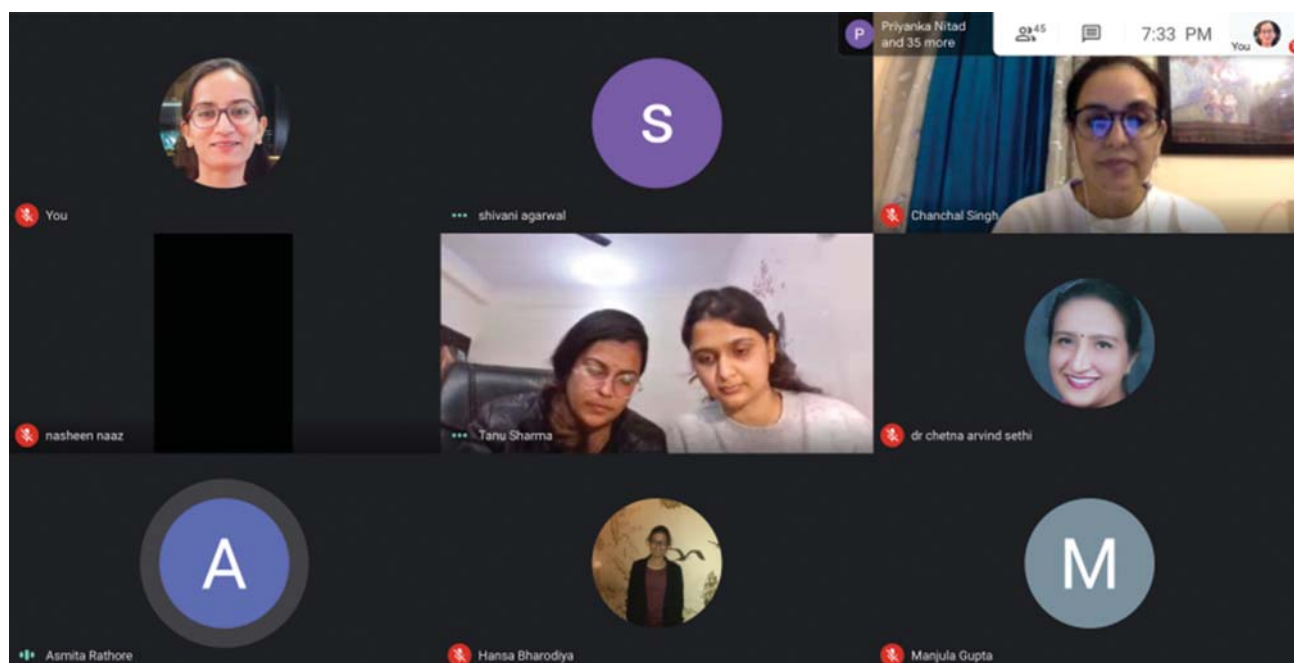 P Priyanka Nitad
and 35 more
45
7:33 PM
You
S
You
shivani agarwal
Chanchal Singh
nasheen naaz
Tanu Sharma
dr chetna arvind sethi
A
M
Asmita Rathore
Hansa Bharodiya
Manjula Gupta